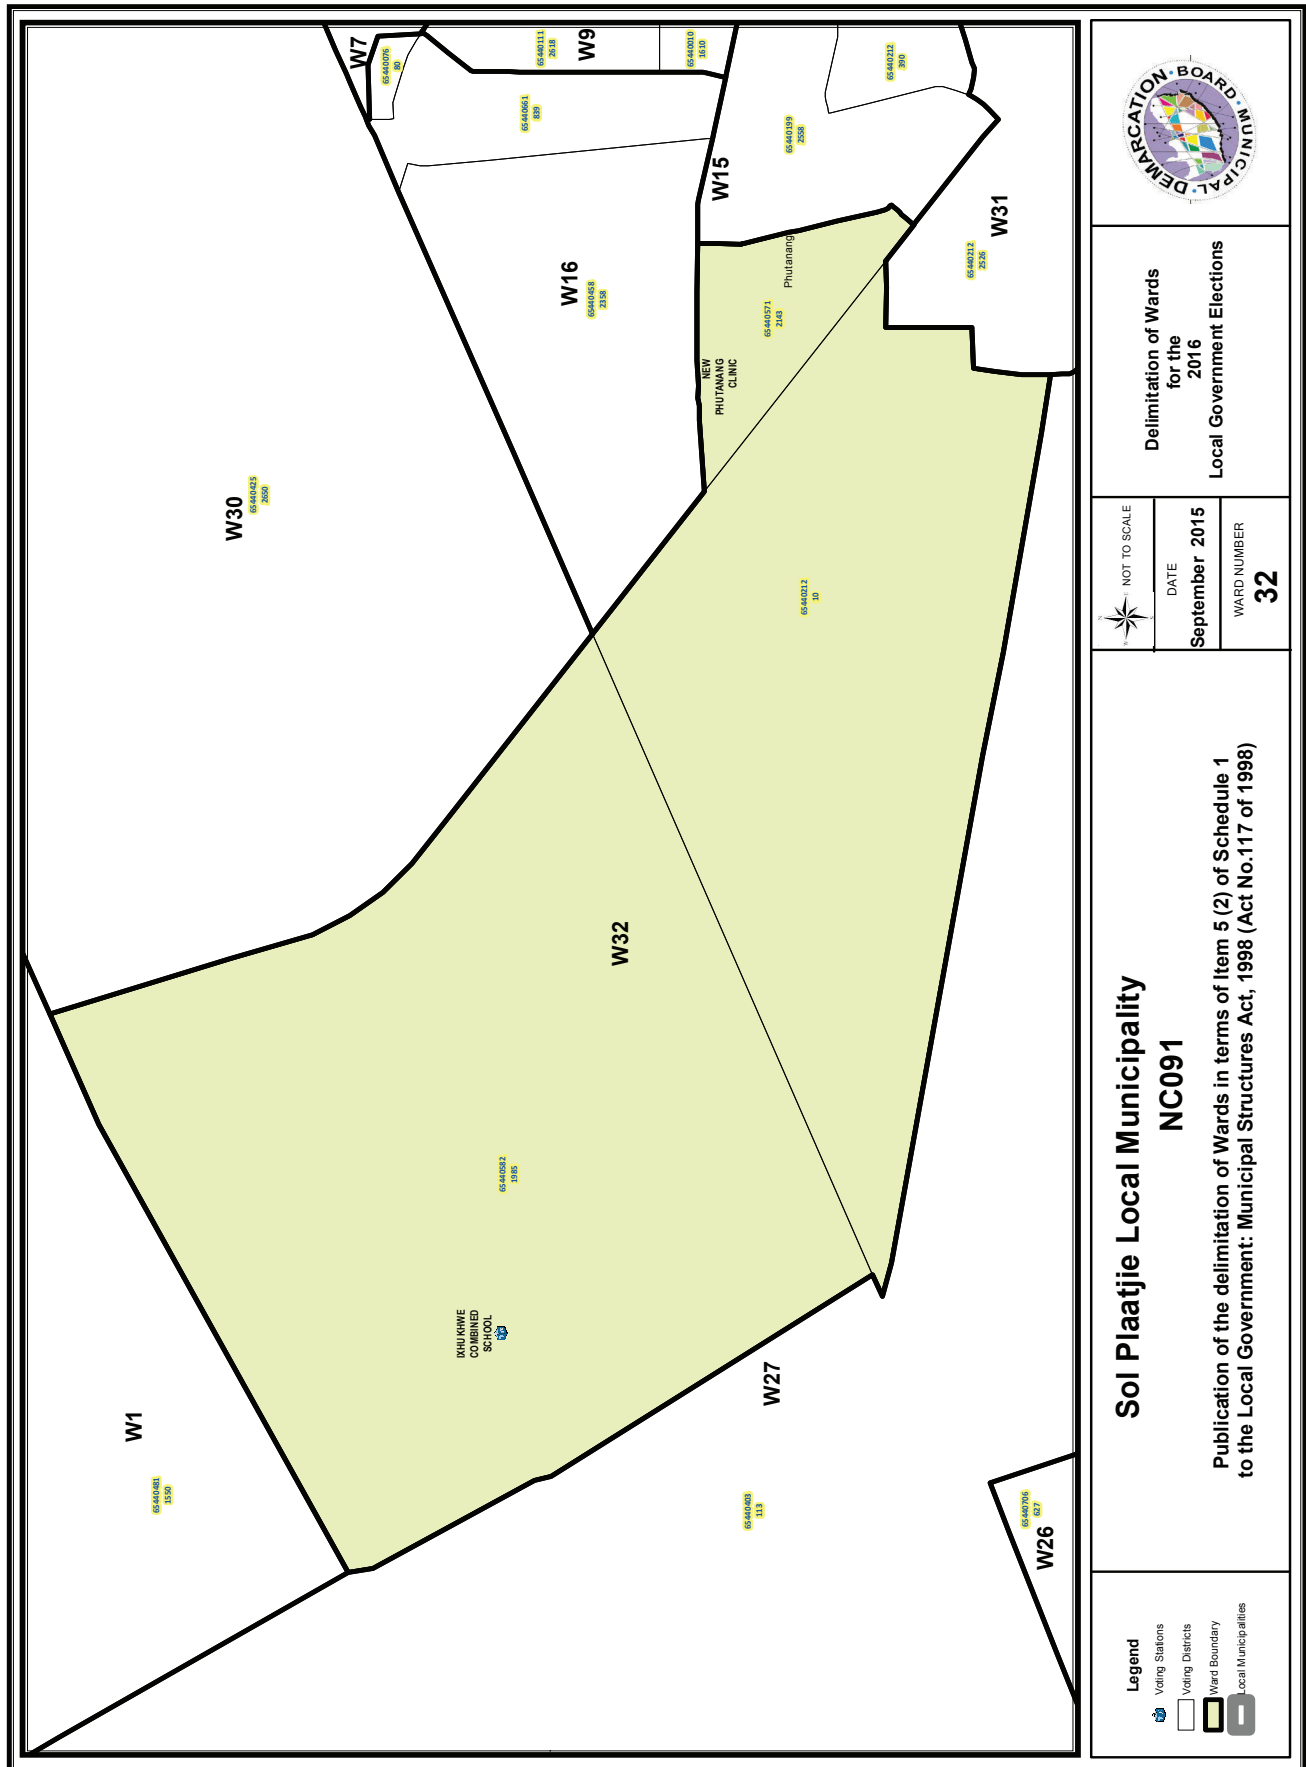 W7
65440076
80
65440111
2618
W9
65440010
1610
65440212
390
65440661
839
65440199
2558
W15
W16
65440458
2358
W31
65440212
2526
Phutanang
65440571
2143
NEW
PHUTANANG
CLINIC
W30
65440425
2650
65440212
10
W32
65440582
1985
IXHU KHWE
COMBINED
SCHOOL
W1
65440481
1550
W27
65440403
113
65440706
627
W26
MUNICIPAL · DEMARCATION · BOARD ·
Delimitation of Wards
for the
2016
Local Government Elections
NOT TO SCALE
DATE
September 2015
WARD NUMBER
32
Sol Plaatjie Local Municipality
NC091
Publication of the delimitation of Wards in terms of Item 5 (2) of Schedule 1
to the Local Government: Municipal Structures Act, 1998 (Act No.117 of 1998)
Legend
Voting Stations
Voting Districts
Ward Boundary
Local Municipalities